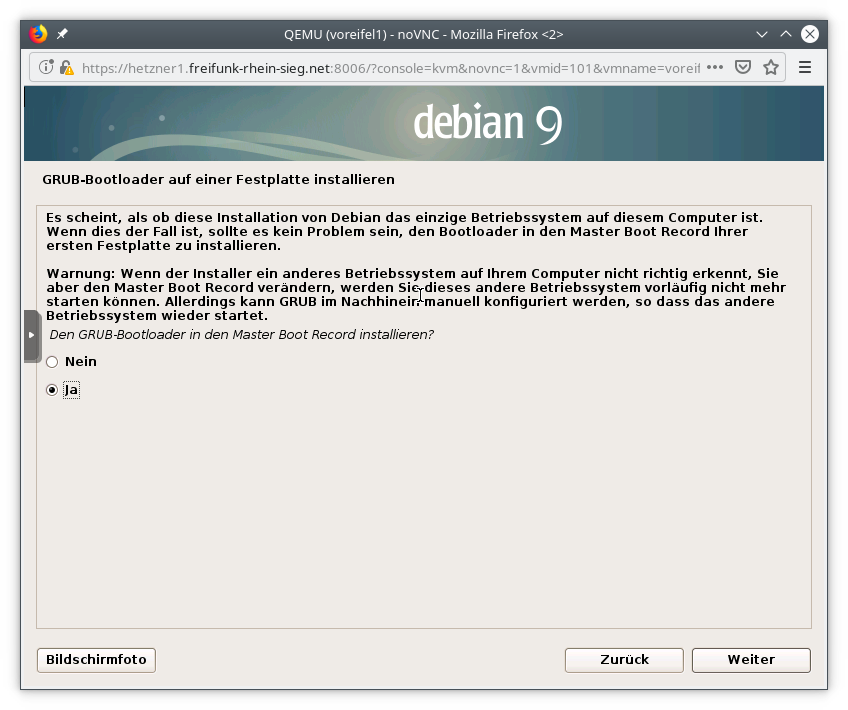 QEMU (voreifel1) - noVNC - Mozilla Firefox <2>
https://hetzner1.freifunk-rhein-sieg.net:8006/?console=kvm&novnc=1&vmid=101&vmname=voreif
debian 9
GRUB-Bootloader auf einer Festplatte installieren
Es scheint, als ob diese Installation von Debian das einzige Betriebssystem auf diesem Computer ist.
Wenn dies der Fall ist, sollte es kein Problem sein, den Bootloader in den Master Boot Record Ihrer
ersten Festplatte zu installieren.
Warnung: Wenn der Installer ein anderes Betriebssystem auf Ihrem Computer nicht richtig erkennt, Sie
aber den Master Boot Record verändern, werden Sie dieses andere Betriebssystem vorläufig nicht mehr
starten können. Allerdings kann GRUB im Nachhinein manuell konfiguriert werden, so dass das andere
Betriebssystem wieder startet.
Den GRUB-Bootloader in den Master Boot Record installieren?
Nein
Ja
Bildschirmfoto
Zurück
Weiter